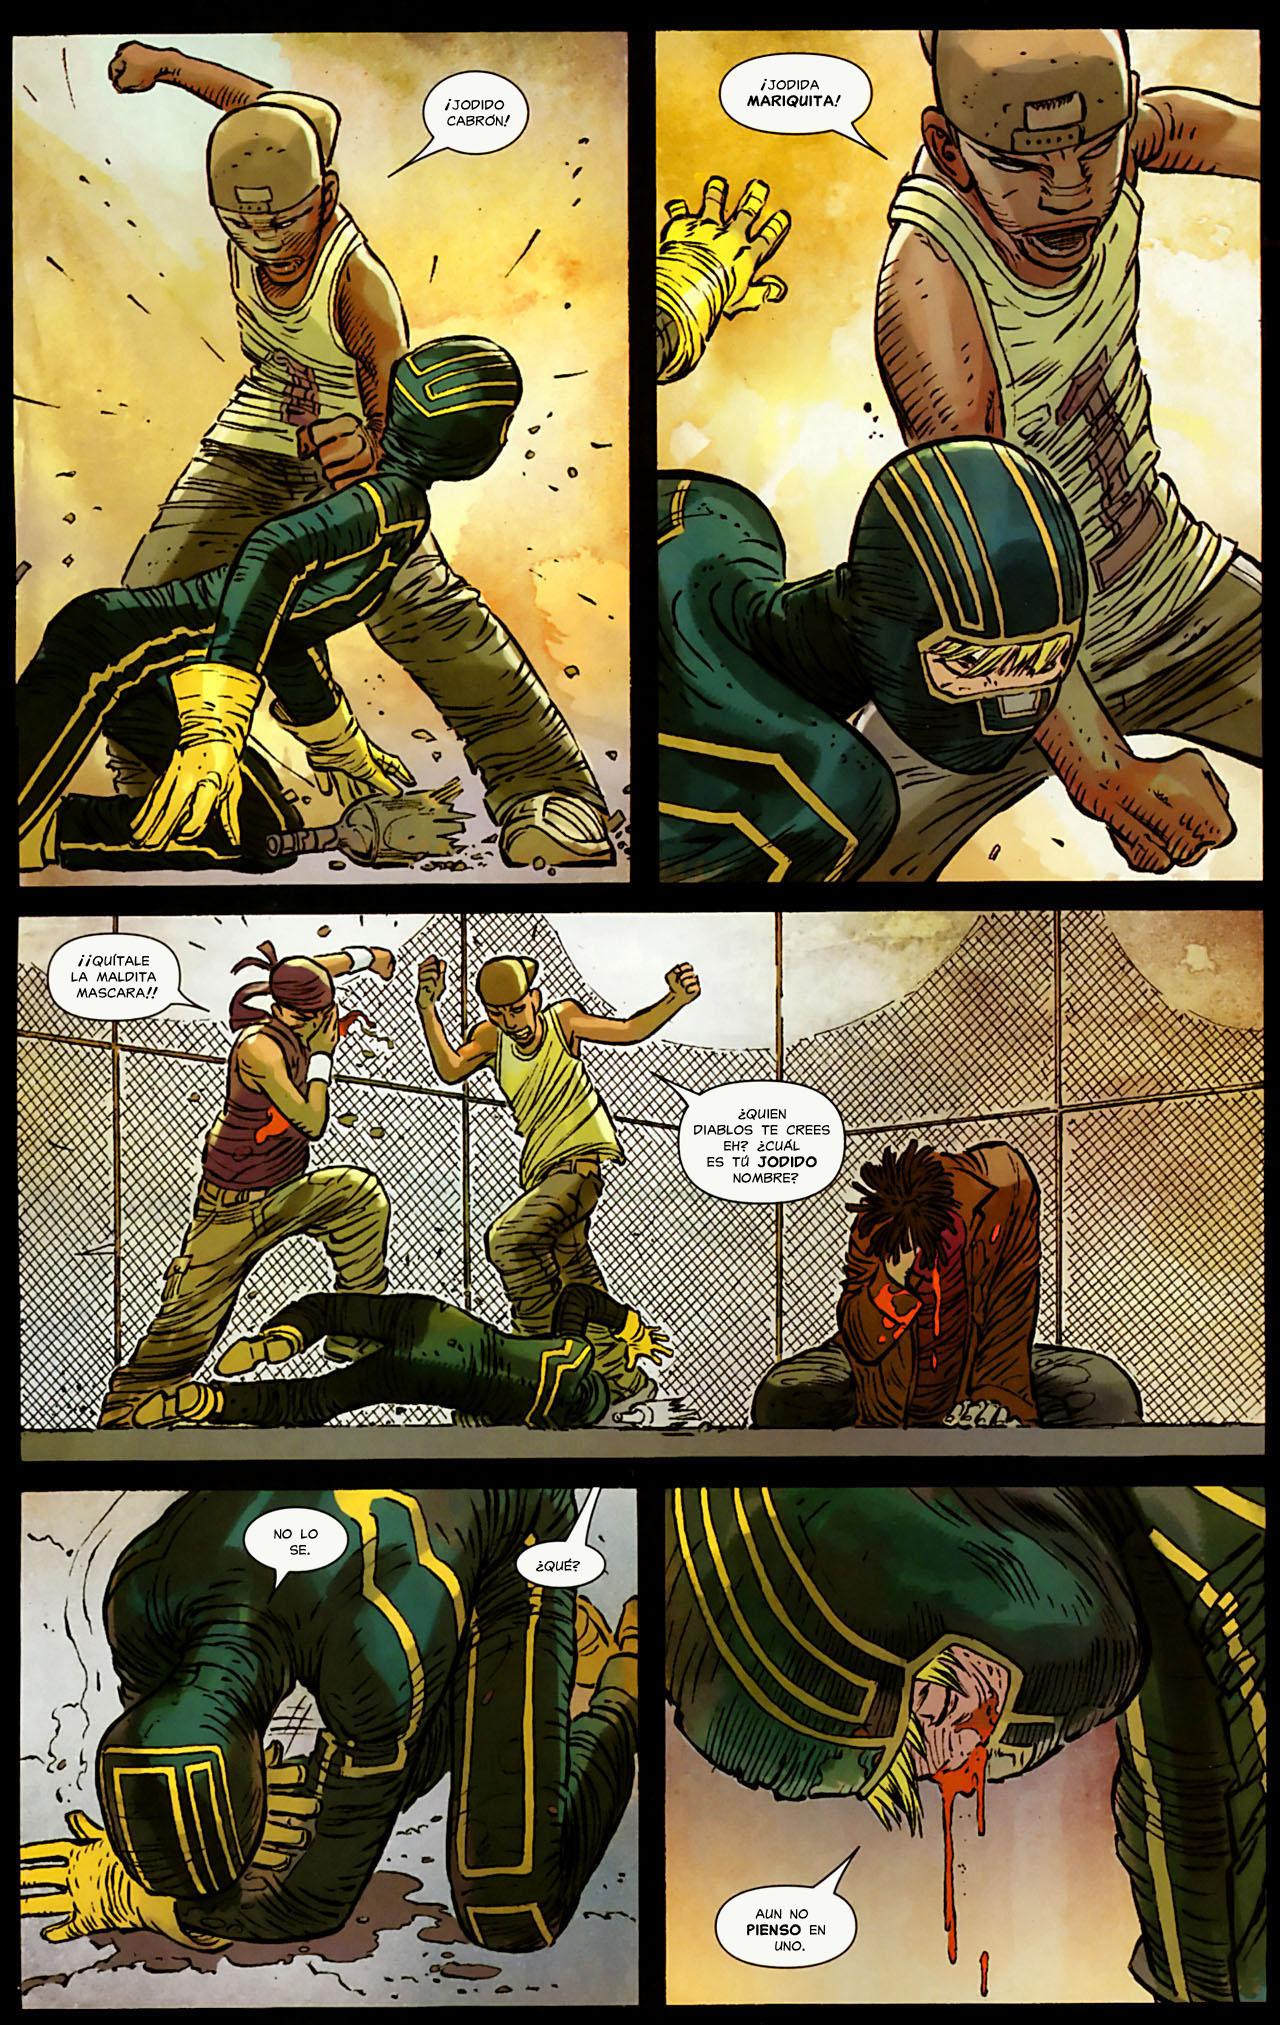 ¡JODIDO
CABRÓN!
¡JODIDA
MARIQUITA!
¡¡QUÍTALE
LA MALDITA
MASCARA!!
¿QUIEN
DIABLOS TE CREES
EH? ¿CUÁL
ES TÚ JODIDO
NOMBRE?
NO LO
SE.
¿QUÉ?
AUN NO
PIENSO EN
UNO.